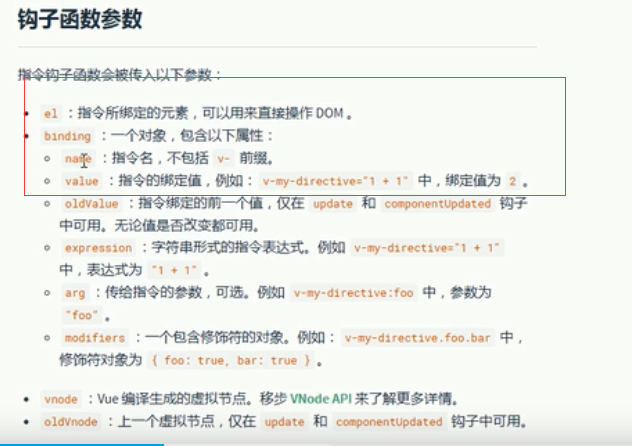 钩子函数参数
指令钩子函数会被传入以下参数：
el ：指令所绑定的元素，可以用来直接操作 DOM 。
binding ：一个对象，包含以下属性：
name ：指令名，不包括 v- 前缀。
value ：指令的绑定值，例如： v-my-directive="1 + 1" 中，绑定值为 2 。
oldValue ：指令绑定的前一个值，仅在 update 和 componentUpdated 钩子
中可用。无论值是否改变都可用。
expression ：字符串形式的指令表达式。例如 v-my-directive="1 + 1"
中，表达式为 "1 + 1" 。
arg ：传给指令的参数，可选。例如 v-my-directive:foo 中，参数为
"foo" 。
modifiers ：一个包含修饰符的对象。例如： v-my-directive.foo.bar 中，
修饰符对象为 { foo: true, bar: true } 。
vnode ：Vue 编译生成的虚拟节点。移步 VNode API 来了解更多详情。
oldVnode ：上一个虚拟节点，仅在 update 和 componentUpdated 钩子中可用。